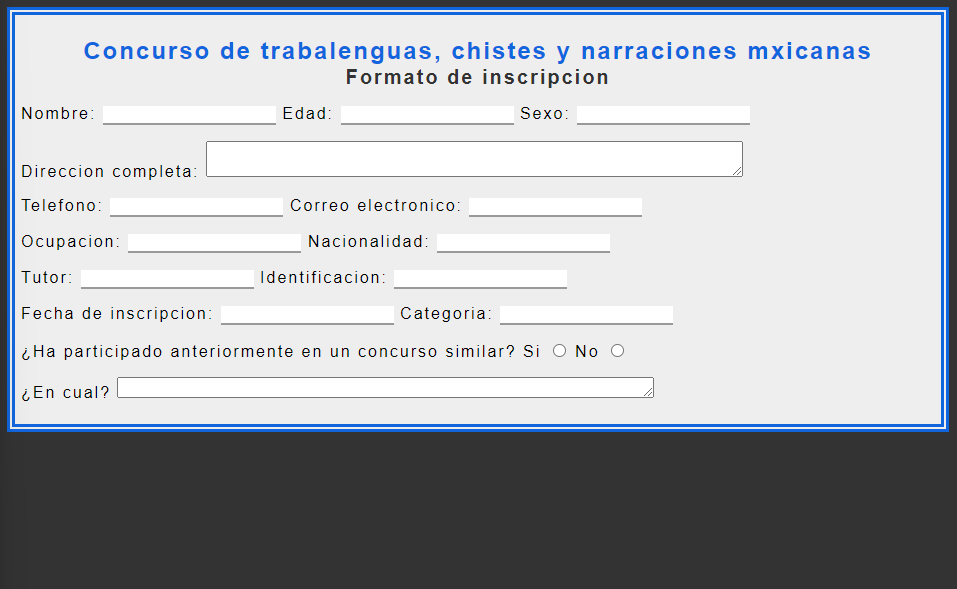 Concurso de trabalenguas, chistes y narraciones mxicanas
Formato de inscripcion
Nombre: Edad: Sexo:
Direccion completa:
Telefono: Correo electronico:
Ocupacion: Nacionalidad:
Tutor: Identificacion:
Fecha de inscripcion: Categoria:
¿Ha participado anteriormente en un concurso similar? Si No
¿En cual?